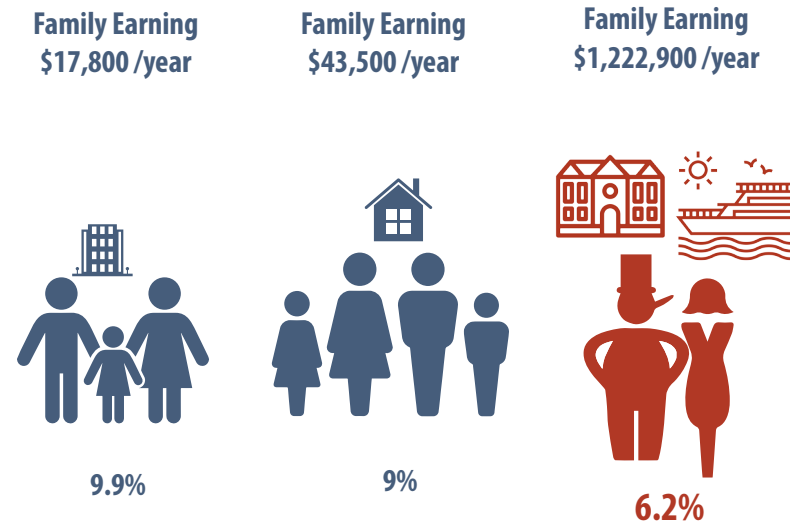 Family Earning
$17,800 /year
Family Earning
$43,500 /year
Family Earning
$1,222,900 /year
9.9%
9%
6.2%